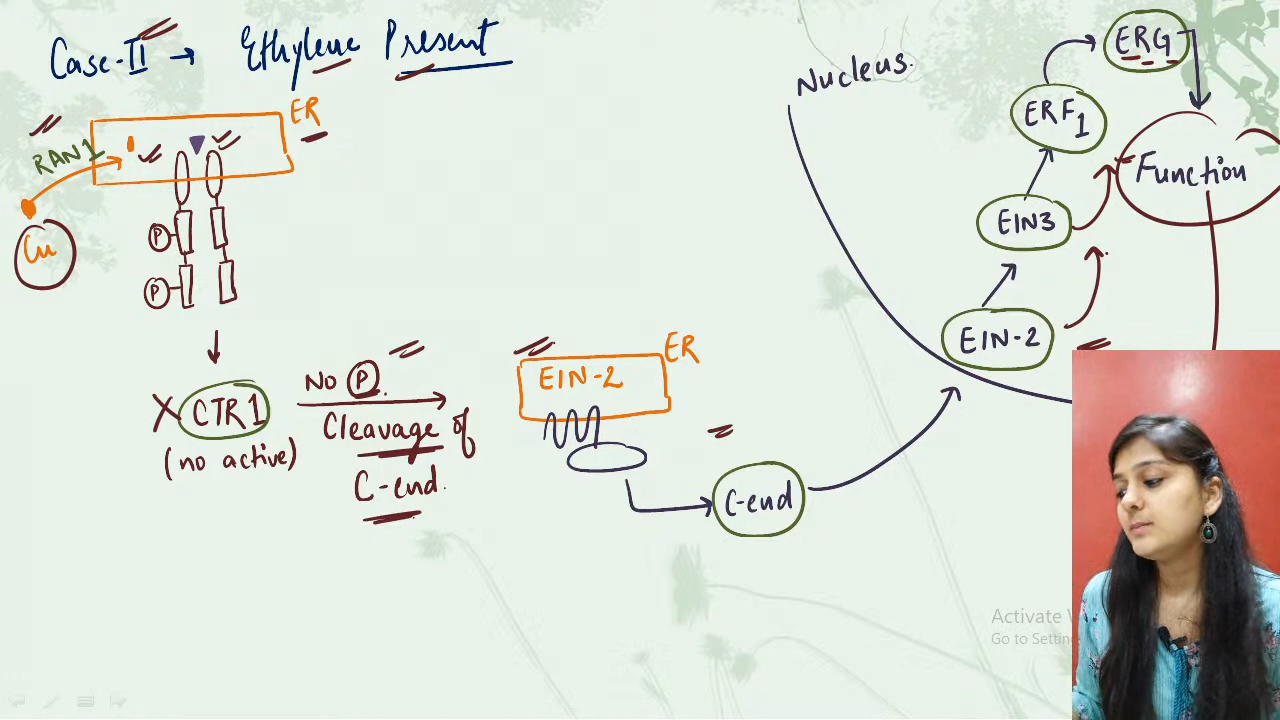 Case-II → Ethylene Present
Nucleus.
ERG
ERF1
Function
ER
RAN1
Cu
P
P
EIN3
EIN-2
X CTR1
(no active)
No P
Cleavage of
C-end.
EIN-2
ER
C-end
Activate
Go to Settin